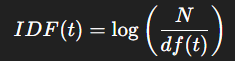 IDF(t) = log ( N / df(t) )